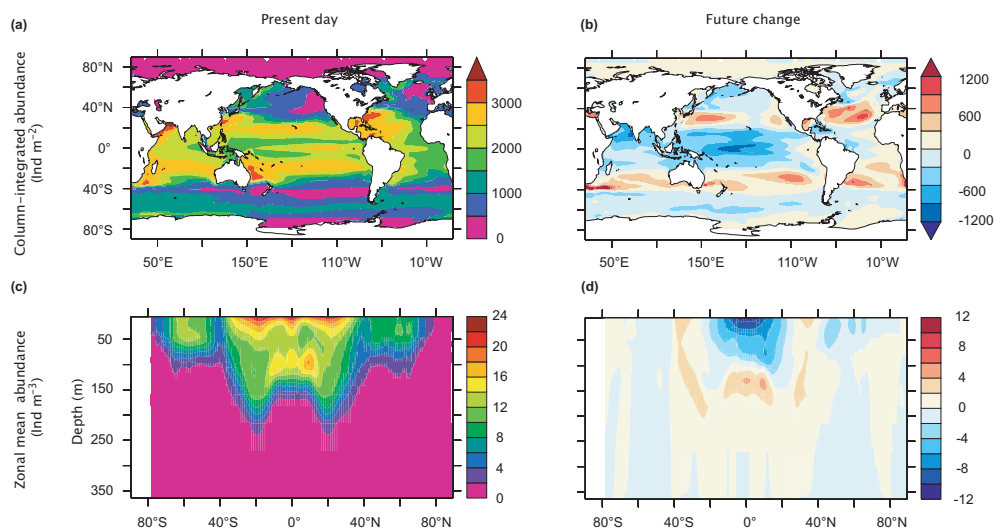 Present day
Future change
(a)
(b)
Column-integrated abundance
(Ind m⁻²)
80°N
40°N
0°
40°S
80°S
50°E
150°E
110°W
10°W
3000
2000
1000
0
50°E
150°E
110°W
10°W
1200
600
0
-600
-1200
(c)
(d)
Zonal mean abundance
(Ind m⁻³)
Depth (m)
50
150
250
350
80°S
40°S
0°
40°N
80°N
24
20
16
12
8
4
0
80°S
40°S
0°
40°N
80°N
12
8
4
0
-4
-8
-12